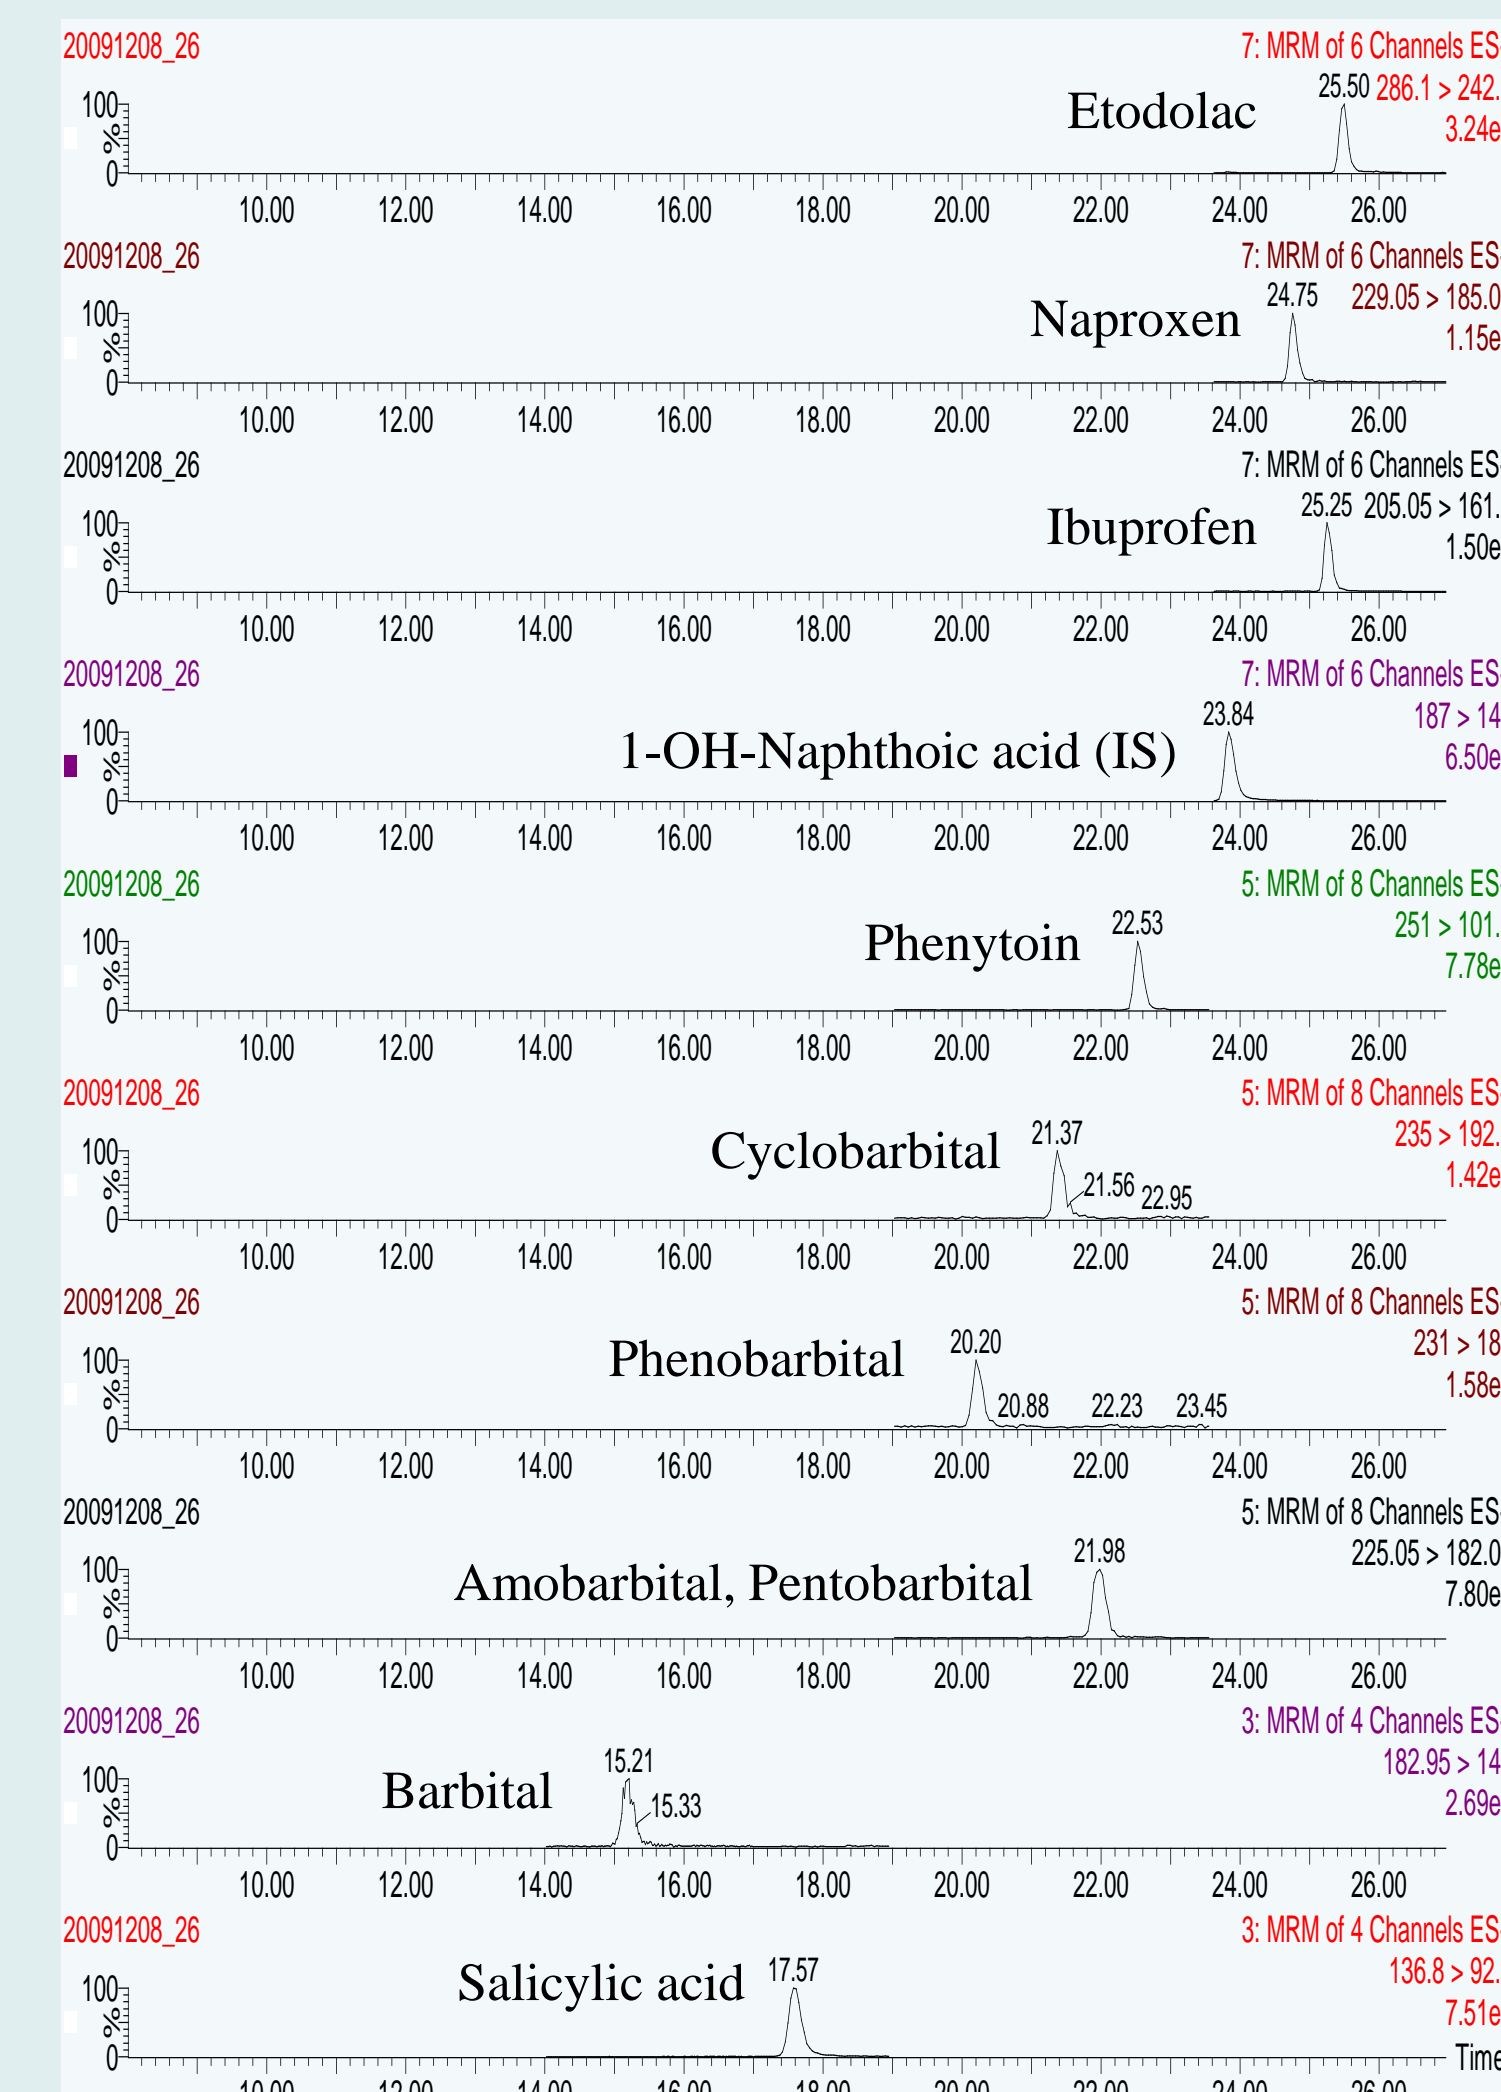 20091208_26 7: MRM of 6 Channels ES-
Etodolac 25.50 286.1 > 242.
100 3.24e
%
0
10.00 12.00 14.00 16.00 18.00 20.00 22.00 24.00 26.00
20091208_26 7: MRM of 6 Channels ES-
Naproxen 24.75 229.05 > 185.0
100 1.15e
%
0
10.00 12.00 14.00 16.00 18.00 20.00 22.00 24.00 26.00
20091208_26 7: MRM of 6 Channels ES-
Ibuprofen 25.25 205.05 > 161.
100 1.50e
%
0
10.00 12.00 14.00 16.00 18.00 20.00 22.00 24.00 26.00
20091208_26 7: MRM of 6 Channels ES-
1-OH-Naphthoic acid (IS) 23.84 187 > 14
100 6.50e
%
0
10.00 12.00 14.00 16.00 18.00 20.00 22.00 24.00 26.00
20091208_26 5: MRM of 8 Channels ES-
Phenytoin 22.53 251 > 101.
100 7.78e
%
0
10.00 12.00 14.00 16.00 18.00 20.00 22.00 24.00 26.00
20091208_26 5: MRM of 8 Channels ES-
Cyclobarbital 21.37 235 > 192.
100 21.56 22.95 1.42e
%
0
10.00 12.00 14.00 16.00 18.00 20.00 22.00 24.00 26.00
20091208_26 5: MRM of 8 Channels ES-
Phenobarbital 20.20 231 > 18
100 20.88 22.23 23.45 1.58e
%
0
10.00 12.00 14.00 16.00 18.00 20.00 22.00 24.00 26.00
20091208_26 5: MRM of 8 Channels ES-
Amobarbital, Pentobarbital 21.98 225.05 > 182.0
100 7.80e
%
0
10.00 12.00 14.00 16.00 18.00 20.00 22.00 24.00 26.00
20091208_26 3: MRM of 4 Channels ES-
Barbital 15.21 182.95 > 14
100 15.33 2.69e
%
0
10.00 12.00 14.00 16.00 18.00 20.00 22.00 24.00 26.00
20091208_26 3: MRM of 4 Channels ES-
Salicylic acid 17.57 136.8 > 92.
100 7.51e
%
0 Time
10.00 12.00 14.00 16.00 18.00 20.00 22.00 24.00 26.00